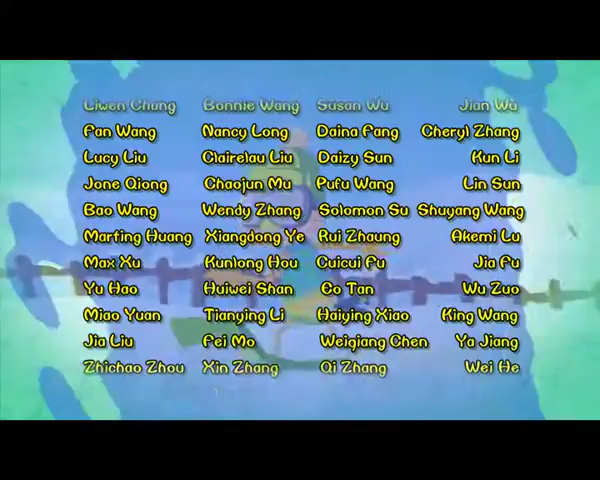 Liwen Chung Bonnie Wang Susan Wu Jian Wu
Fan Wang Nancy Long Daina Fang Cheryl Zhang
Lucy Liu Clairelau Liu Daizy Sun Kun Li
Jone Qiong Chaojun Mu Pufu Wang Lin Sun
Bao Wang Wendy Zhang Solomon Su Shuyang Wang
Marting Huang Xiangdong Ye Rui Zhaung Akemi Lu
Max Xu Kunlong Hou Cuicui Fu Jia Fu
Yu Hao Huiwei Shan Bo Tan Wu Zuo
Miao Yuan Tianying Li Haiying Xiao King Wang
Jia Liu Fei Mo Weiqiang Chen Ya Jiang
Zhichao Zhou Xin Zhang Qi Zhang Wei He